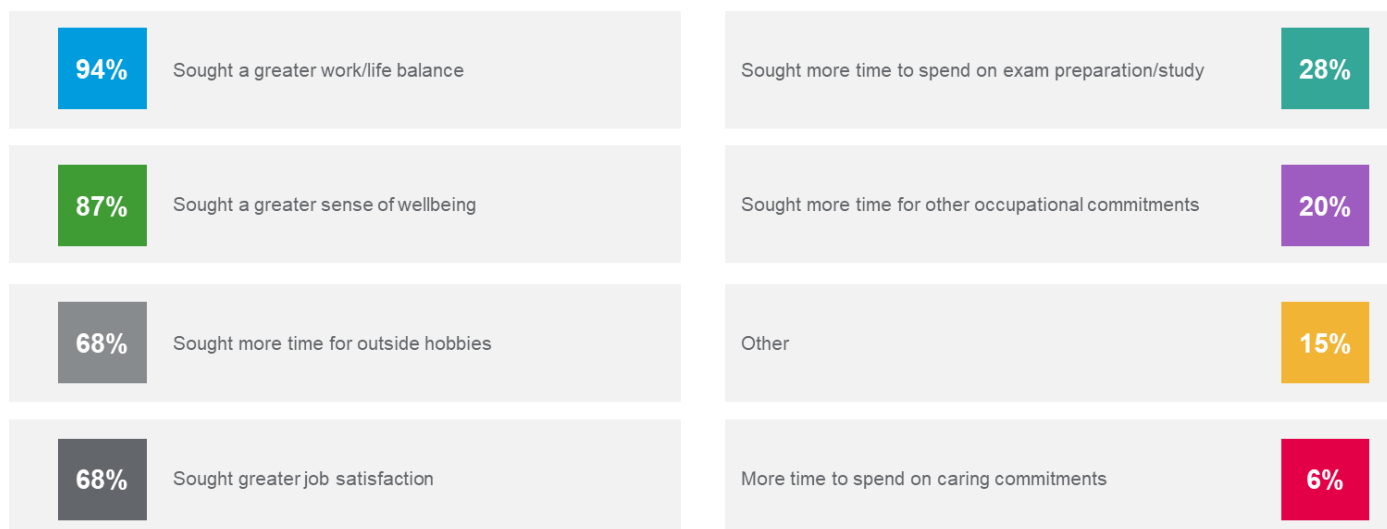 94%
Sought a greater work/life balance
87%
Sought a greater sense of wellbeing
68%
Sought more time for outside hobbies
68%
Sought greater job satisfaction
Sought more time to spend on exam preparation/study
28%
Sought more time for other occupational commitments
20%
Other
15%
More time to spend on caring commitments
6%